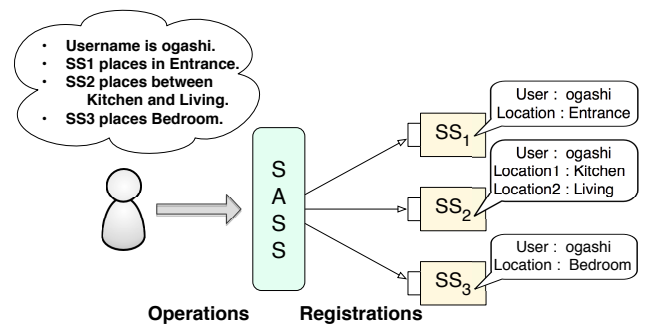 • Username is ogashi.
• SS1 places in Entrance.
• SS2 places between
Kitchen and Living.
• SS3 places Bedroom.
S
A
S
S
SS1
User : ogashi
Location : Entrance
SS2
User : ogashi
Location1 : Kitchen
Location2 : Living
SS3
User : ogashi
Location : Bedroom
Operations
Registrations